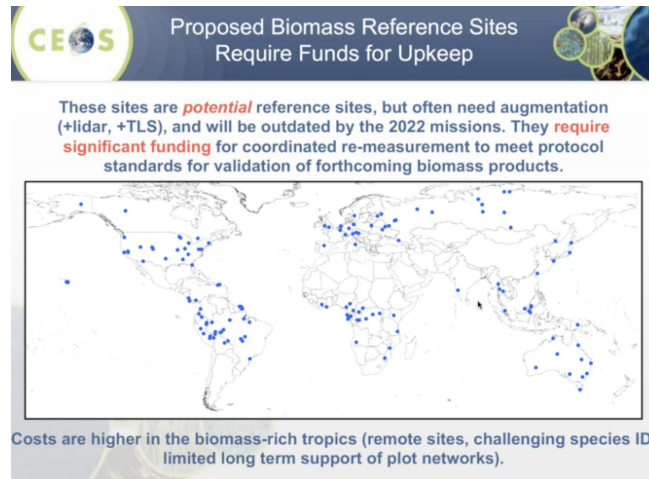 CEOS
Proposed Biomass Reference Sites
Require Funds for Upkeep
These sites are potential reference sites, but often need augmentation
(+lidar, +TLS), and will be outdated by the 2022 missions. They require
significant funding for coordinated re-measurement to meet protocol
standards for validation of forthcoming biomass products.
Costs are higher in the biomass-rich tropics (remote sites, challenging species ID
limited long term support of plot networks).